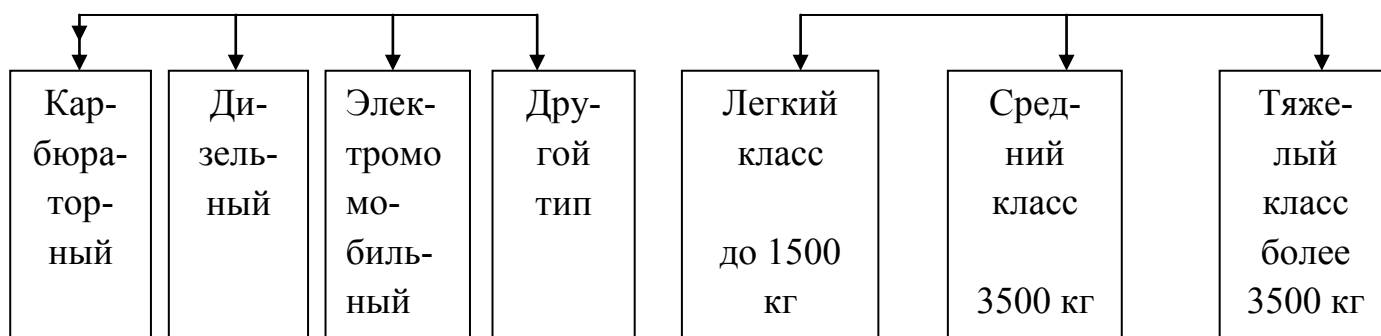 Кар-
бюра-
тор-
ный
Ди-
зель-
ный
Элек-
тромо
мо-
биль-
ный
Дру-
гой
тип
Легкий
класс
до 1500
кг
Сред-
ний
класс
3500 кг
Тяже-
лый
класс
более
3500 кг